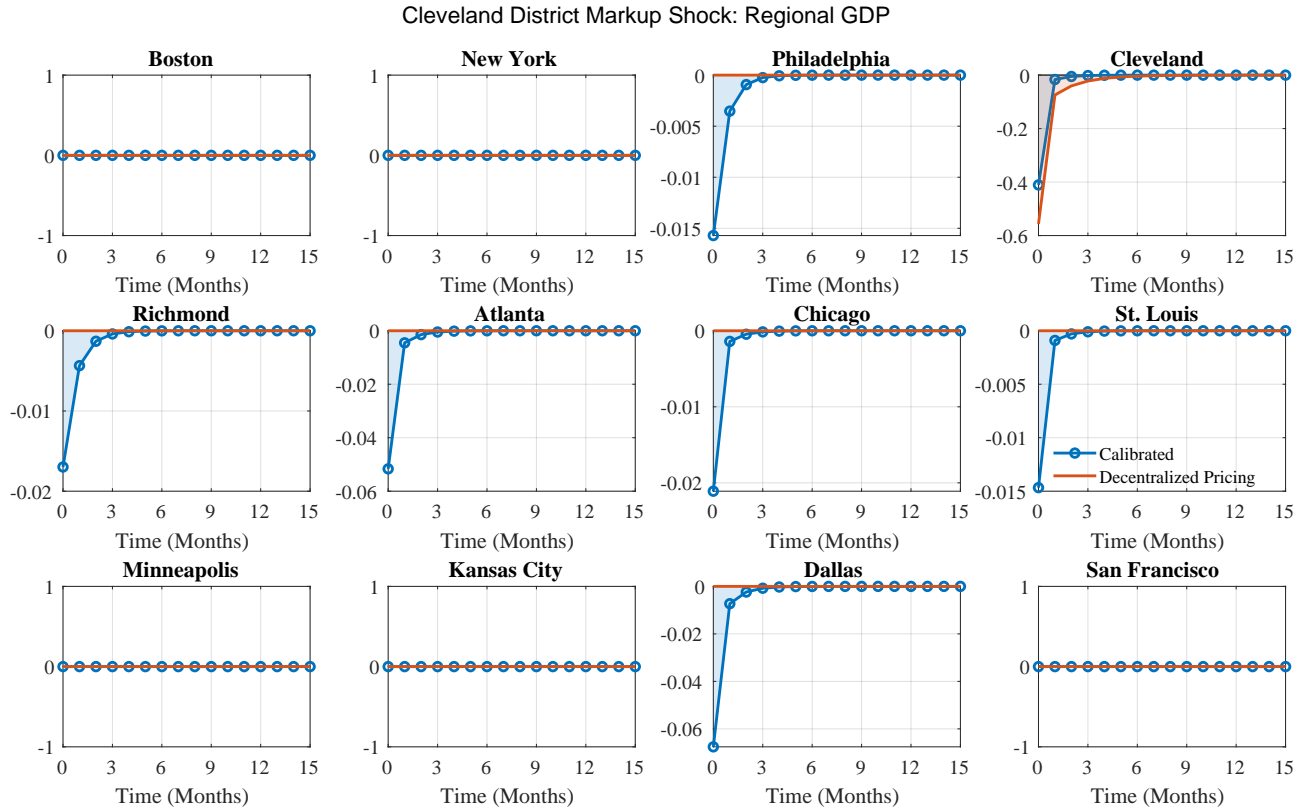 Cleveland District Markup Shock: Regional GDP
Boston
1
0
-1
0 3 6 9 12 15
Time (Months)
New York
1
0
-1
0 3 6 9 12 15
Time (Months)
Philadelphia
0
-0.005
-0.01
-0.015
0 3 6 9 12 15
Time (Months)
Cleveland
0
-0.2
-0.4
-0.6
0 3 6 9 12 15
Time (Months)
Richmond
0
-0.01
-0.02
0 3 6 9 12 15
Time (Months)
Atlanta
0
-0.02
-0.04
-0.06
0 3 6 9 12 15
Time (Months)
Chicago
0
-0.01
-0.02
0 3 6 9 12 15
Time (Months)
St. Louis
0
-0.005
-0.01
-0.015
Calibrated
Decentralized Pricing
0 3 6 9 12 15
Time (Months)
Minneapolis
1
0
-1
0 3 6 9 12 15
Time (Months)
Kansas City
1
0
-1
0 3 6 9 12 15
Time (Months)
Dallas
0
-0.02
-0.04
-0.06
0 3 6 9 12 15
Time (Months)
San Francisco
1
0
-1
0 3 6 9 12 15
Time (Months)